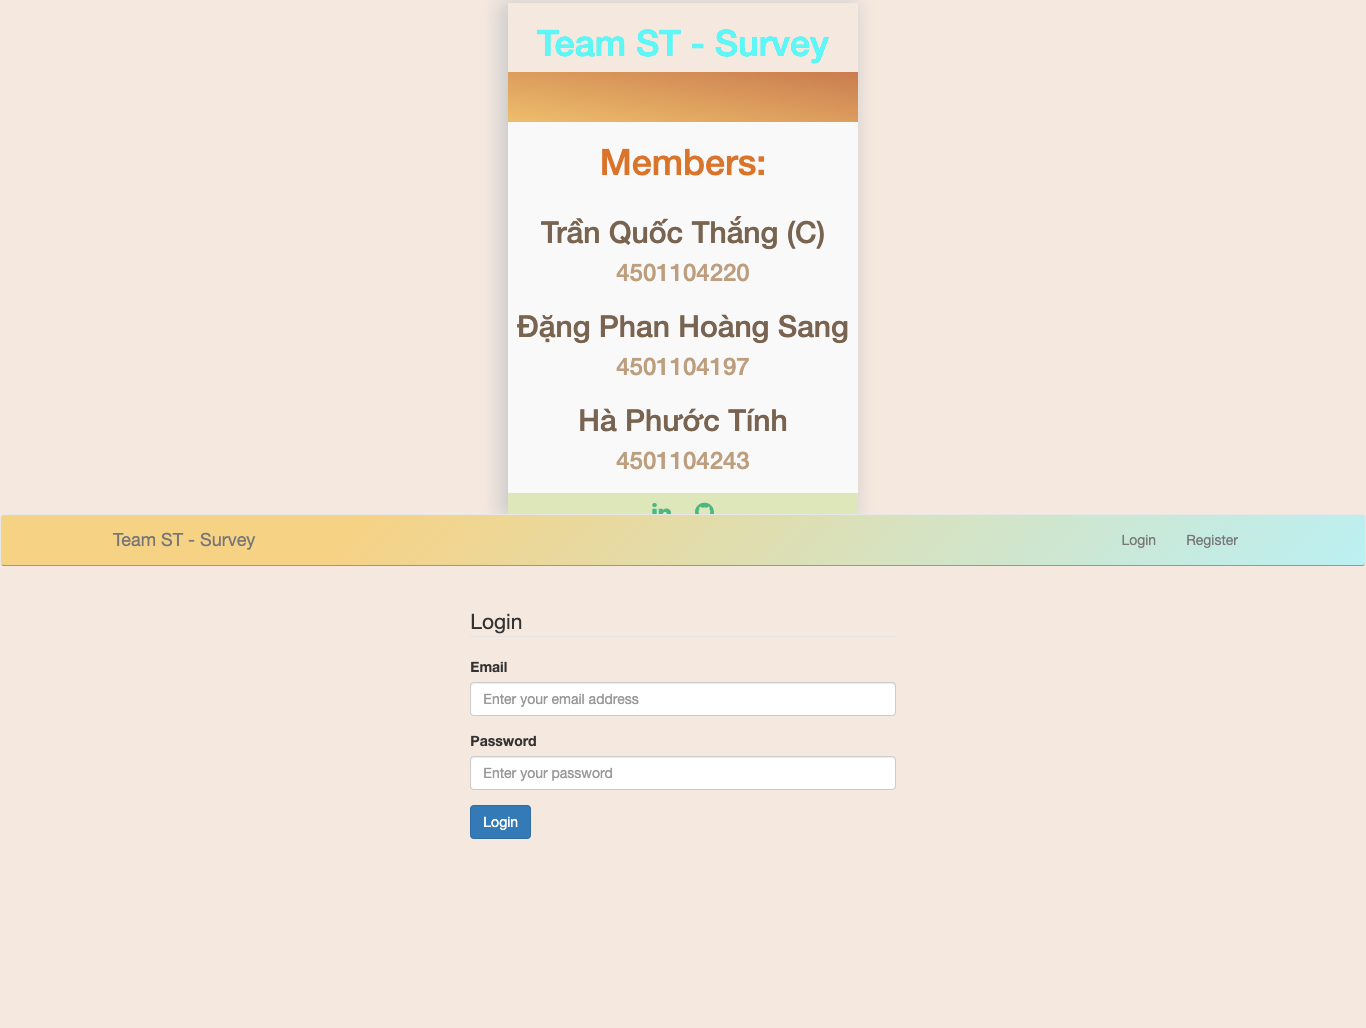 Team ST - Survey
Members:
Trần Quốc Thắng (C)
4501104220
Đặng Phan Hoàng Sang
4501104197
Hà Phước Tính
4501104243
Team ST - Survey
Login
Register
Login
Email
Enter your email address
Password
Enter your password
Login